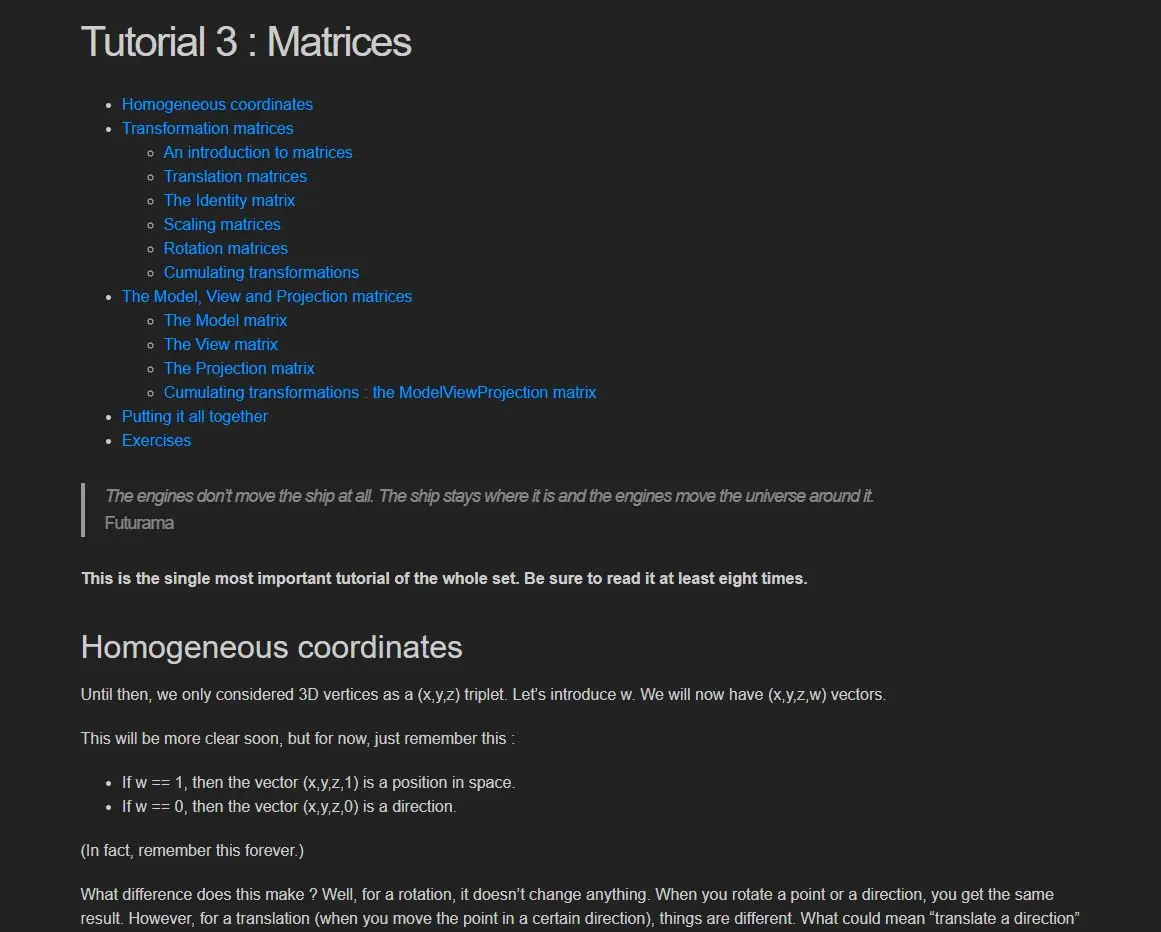 Tutorial 3 : Matrices
Homogeneous coordinates
Transformation matrices
An introduction to matrices
Translation matrices
The Identity matrix
Scaling matrices
Rotation matrices
Cumulating transformations
The Model, View and Projection matrices
The Model matrix
The View matrix
The Projection matrix
Cumulating transformations : the ModelViewProjection matrix
Putting it all together
Exercises
The engines don’t move the ship at all. The ship stays where it is and the engines move the universe around it.
Futurama
This is the single most important tutorial of the whole set. Be sure to read it at least eight times.
Homogeneous coordinates
Until then, we only considered 3D vertices as a (x,y,z) triplet. Let’s introduce w. We will now have (x,y,z,w) vectors.
This will be more clear soon, but for now, just remember this :
If w == 1, then the vector (x,y,z,1) is a position in space.
If w == 0, then the vector (x,y,z,0) is a direction.
(In fact, remember this forever.)
What difference does this make ? Well, for a rotation, it doesn’t change anything. When you rotate a point or a direction, you get the same
result. However, for a translation (when you move the point in a certain direction), things are different. What could mean “translate a direction”